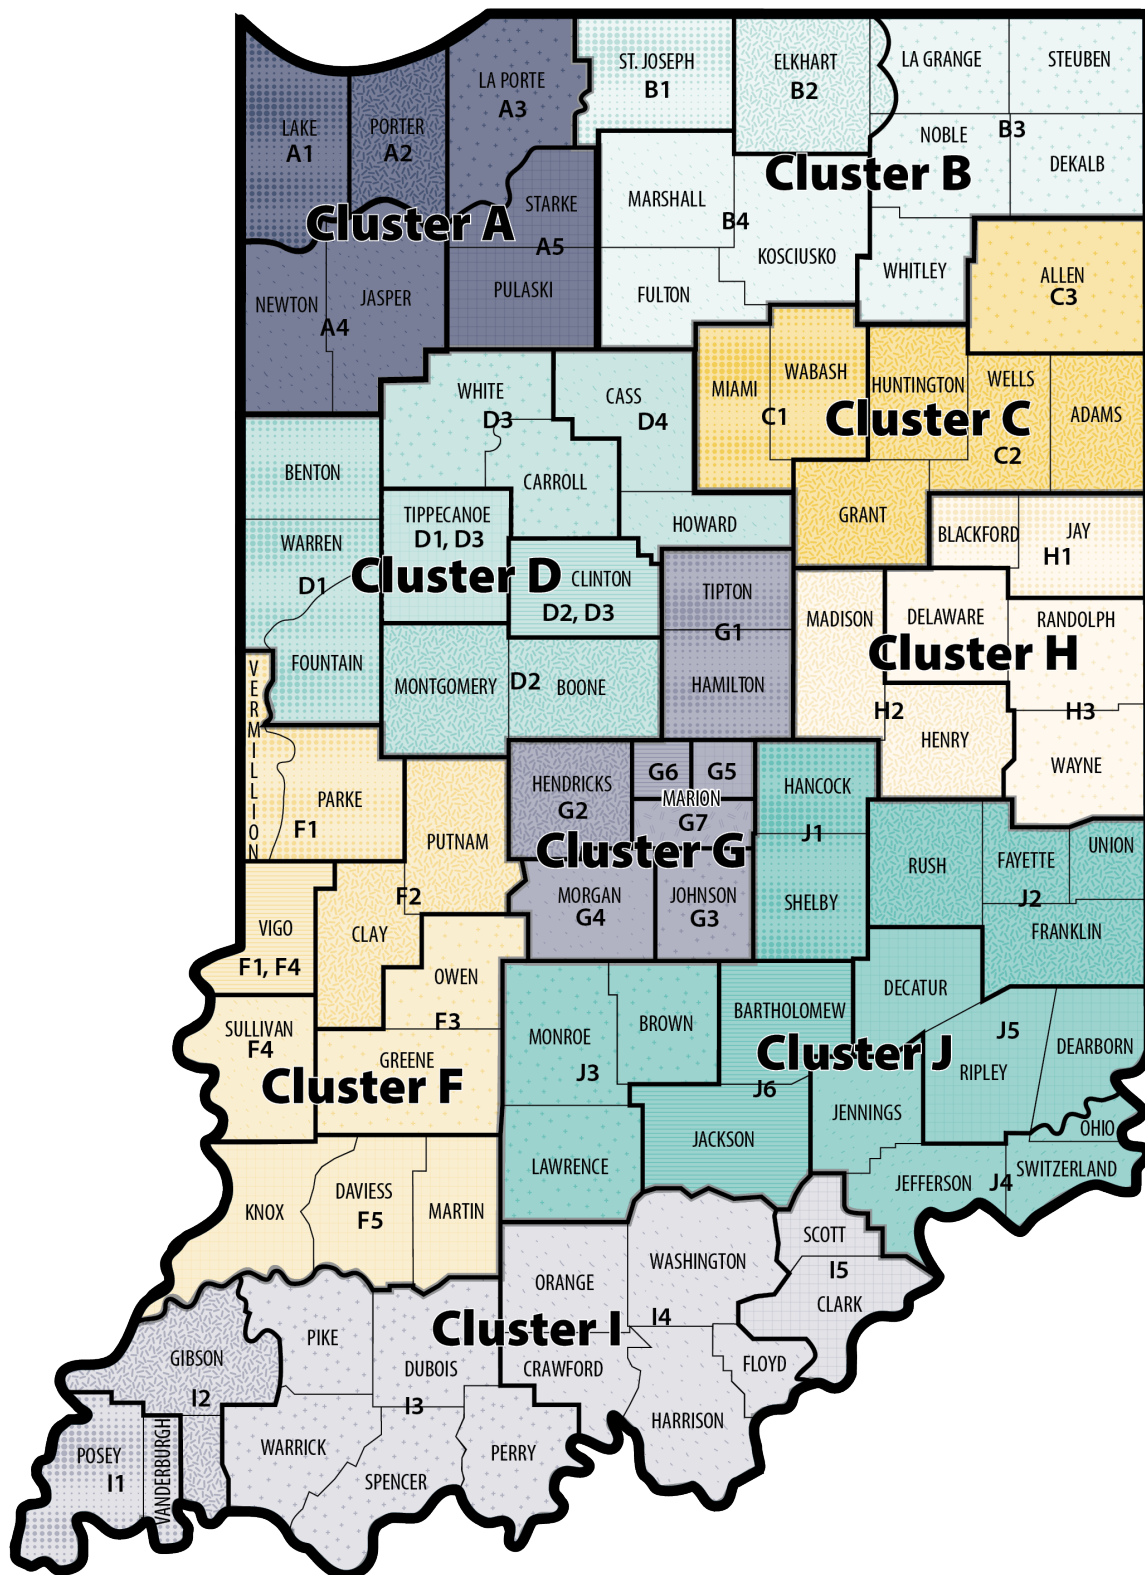 LAKE
A1
PORTER
A2
LA PORTE
A3
STARKE
A5
PULASKI
NEWTON
JASPER
A4
Cluster A
ST. JOSEPH
B1
ELKHART
B2
LA GRANGE
STEUBEN
NOBLE
B3
DEKALB
Cluster B
MARSHALL
B4
KOSCIUSKO
WHITLEY
FULTON
ALLEN
C3
MIAMI
WABASH
C1
HUNTINGTON
WELLS
ADAMS
Cluster C
C2
GRANT
WHITE
D3
CASS
D4
BENTON
CARROLL
HOWARD
TIPPECANOE
D1, D3
WARREN
D1
Cluster D
CLINTON
D2, D3
FOUNTAIN
MONTGOMERY
D2
BOONE
BLACKFORD
JAY
H1
MADISON
DELAWARE
RANDOLPH
Cluster H
H2
H3
HENRY
WAYNE
TIPTON
G1
HAMILTON
HENDRICKS
G2
G6
G5
MARION
G7
Cluster G
MORGAN
G4
JOHNSON
G3
VERMILLION
PARKE
F1
PUTNAM
F2
VIGO
F1, F4
CLAY
OWEN
F3
SULLIVAN
F4
GREENE
Cluster F
KNOX
DAVIESS
F5
MARTIN
HANCOCK
J1
SHELBY
RUSH
FAYETTE
UNION
J2
FRANKLIN
DECATUR
MONROE
BROWN
J3
BARTHOLOMEW
Cluster J
J5
DEARBORN
RIPLEY
J6
JENNINGS
JACKSON
LAWRENCE
OHIO
JEFFERSON
J4
SWITZERLAND
SCOTT
I5
CLARK
WASHINGTON
ORANGE
I4
Cluster I
CRAWFORD
FLOYD
HARRISON
PIKE
DUBOIS
I3
GIBSON
I2
WARRICK
SPENCER
PERRY
POSEY
I1
VANDERBURGH